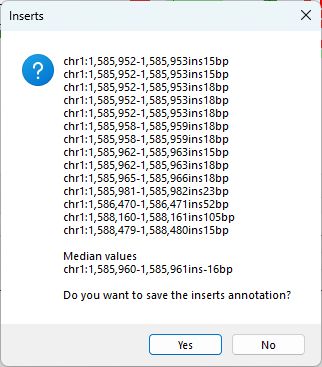 Inserts
chr1:1,585,952-1,585,953ins15bp
chr1:1,585,952-1,585,953ins15bp
chr1:1,585,952-1,585,953ins18bp
chr1:1,585,952-1,585,953ins15bp
chr1:1,585,952-1,585,953ins18bp
chr1:1,585,958-1,585,959ins18bp
chr1:1,585,958-1,585,959ins18bp
chr1:1,585,962-1,585,963ins15bp
chr1:1,585,962-1,585,963ins18bp
chr1:1,585,965-1,585,966ins18bp
chr1:1,585,981-1,585,982ins23bp
chr1:1,586,470-1,586,471ins52bp
chr1:1,588,160-1,588,161ins105bp
chr1:1,588,479-1,588,480ins15bp
Median values
chr1:1,585,960-1,585,961ins-16bp
Do you want to save the inserts annotation?
Yes
No